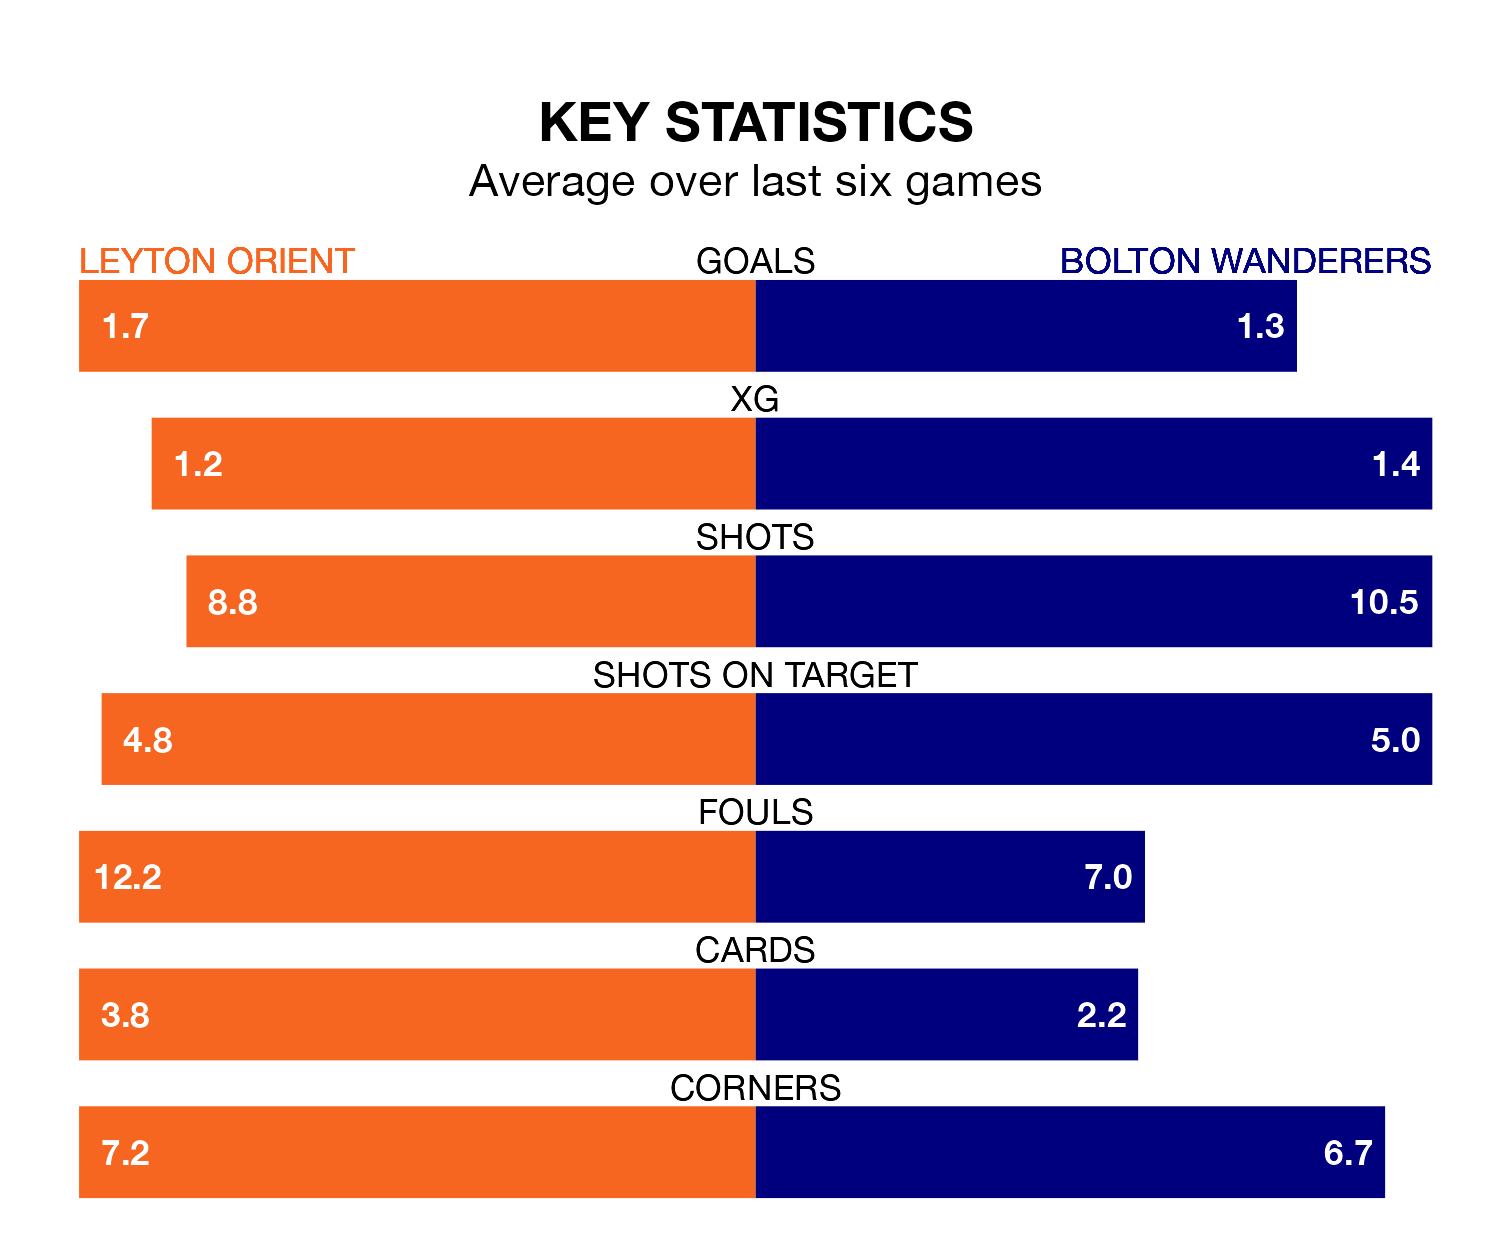 KEY STATISTICS
Average over last six games
LEYTON ORIENT GOALS BOLTON WANDERERS
1.7 1.3
XG
1.2 1.4
SHOTS
8.8 10.5
SHOTS ON TARGET
4.8 5.0
FOULS
12.2 7.0
CARDS
3.8 2.2
CORNERS
7.2 6.7